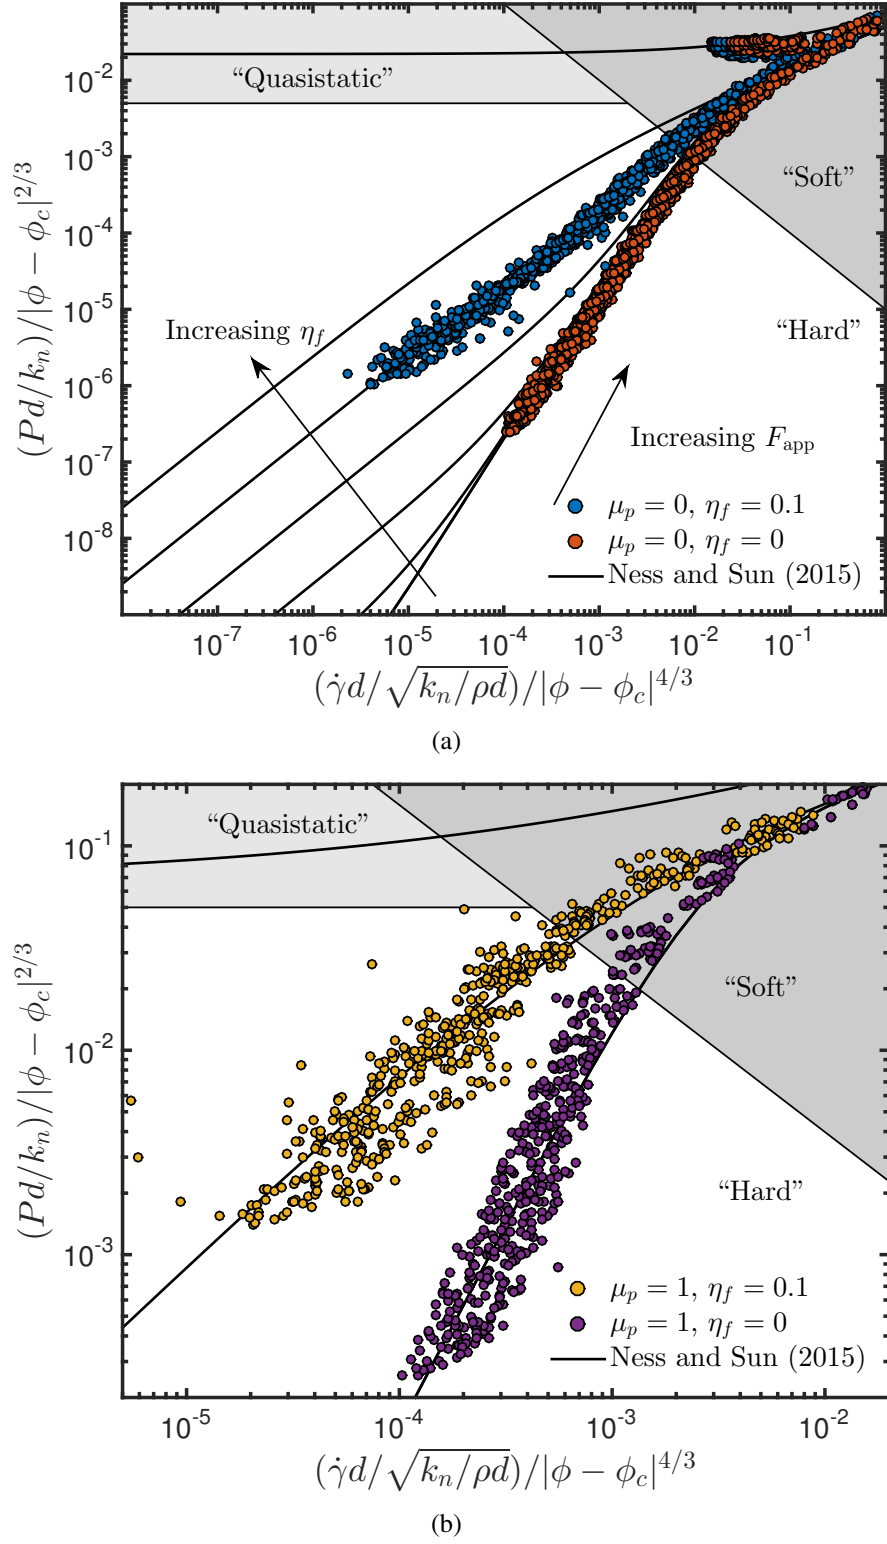 (Pd/k_n)/|ϕ − ϕ_c|^{2/3}
10^{-2}
10^{-3}
10^{-4}
10^{-5}
10^{-6}
10^{-7}
10^{-8}
“Quasistatic”
“Soft”
“Hard”
Increasing η_f
Increasing F_app
μ_p = 0, η_f = 0.1
μ_p = 0, η_f = 0
Ness and Sun (2015)
10^{-7} 10^{-6} 10^{-5} 10^{-4} 10^{-3} 10^{-2} 10^{-1}
(γ̇d/√(k_n/ρd))/|ϕ − ϕ_c|^{4/3}
(a)
(Pd/k_n)/|ϕ − ϕ_c|^{2/3}
10^{-1}
10^{-2}
10^{-3}
“Quasistatic”
“Soft”
“Hard”
μ_p = 1, η_f = 0.1
μ_p = 1, η_f = 0
Ness and Sun (2015)
10^{-5} 10^{-4} 10^{-3} 10^{-2}
(γ̇d/√(k_n/ρd))/|ϕ − ϕ_c|^{4/3}
(b)